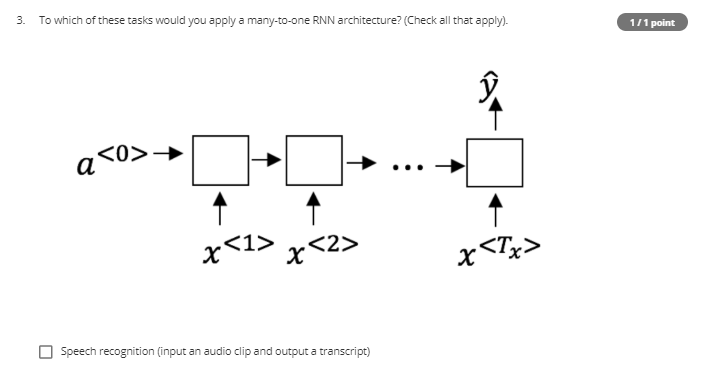 3. To which of these tasks would you apply a many-to-one RNN architecture? (Check all that apply).
1 / 1 point
ŷ
a<0>
...
x<1> x<2> x<Tx>
Speech recognition (input an audio clip and output a transcript)